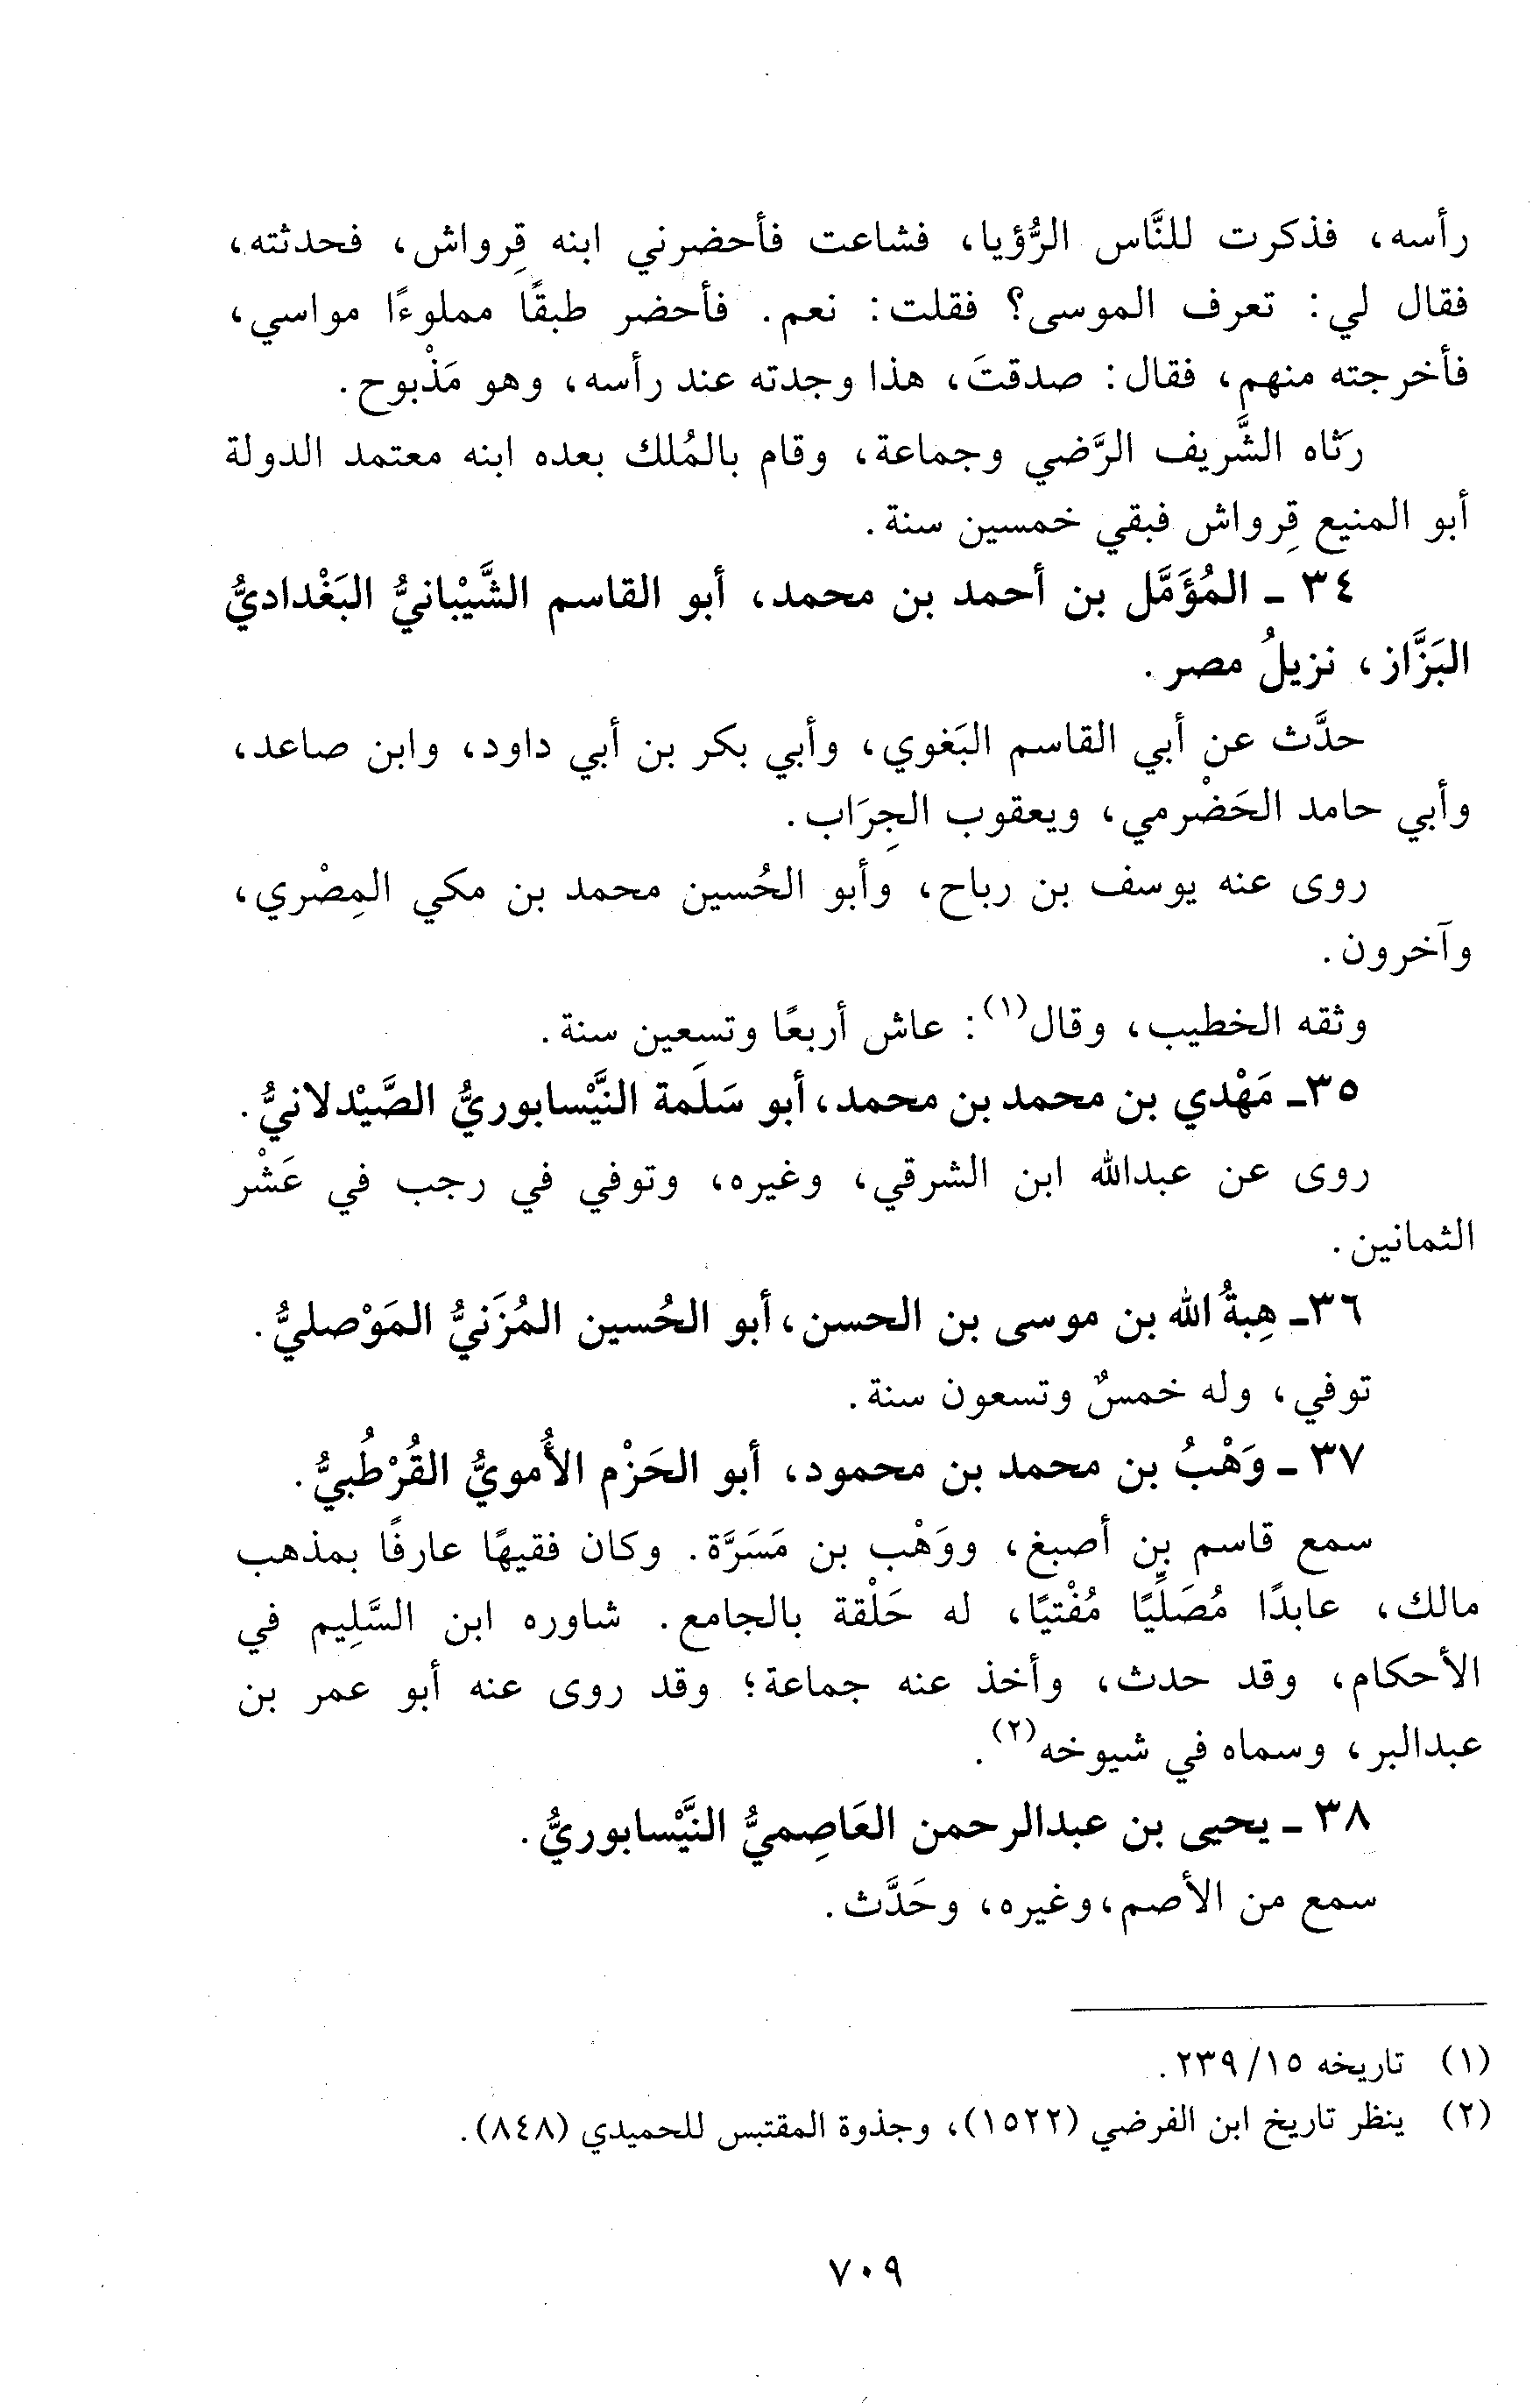 رأسه، فذكرت للنَّاس الرُّؤيا، فشاعت فأحضرني ابنه قِرواش، فحدثته،
فقال لي: تعرف الموسى؟ فقلت: نعم. فأحضر طبقًا مملوءًا مواسي،
فأخرجته منهم، فقال: صدقتَ، هذا وجدته عند رأسه، وهو مَذْبوح.
رَثاه الشَّريف الرَّضي وجماعة، وقام بالمُلك بعده ابنه معتمد الدولة
أبو المنيع قِرواش فبقي خمسين سنة.
٣٤ - المُؤَمَّل بن أحمد بن محمد، أبو القاسم الشَّيْبانيُّ البَغْداديُّ
البَزَّاز، نزيلُ مصر.
حدَّث عن أبي القاسم البَغوي، وأبي بكر بن أبي داود، وابن صاعد،
وأبي حامد الحَضْرمي، ويعقوب الجِرَاب.
روى عنه يوسف بن رباح، وأبو الحُسين محمد بن مكي المِصْري،
وآخرون.
وثقه الخطيب، وقال(١): عاش أربعًا وتسعين سنة.
٣٥- مَهْدي بن محمد بن محمد، أبو سَلَمة النَّيْسابوريُّ الصَّيْدلانيُّ.
روى عن عبدالله ابن الشرقي، وغيره، وتوفي في رجب في عَشْر
الثمانين.
٣٦- هِبةُ الله بن موسى بن الحسن، أبو الحُسين المُزَنيُّ المَوْصليُّ.
توفي، وله خمسٌ وتسعون سنة.
٣٧ - وَهْبُ بن محمد بن محمود، أبو الحَزْم الأُمويُّ القُرْطُبيُّ.
سمع قاسم بن أصبغ، ووَهْب بن مَسَرَّة. وكان فقيهًا عارفًا بمذهب
مالك، عابدًا مُصَلِّيًا مُفْتيًا، له حَلْقة بالجامع. شاوره ابن السَّلِيم في
الأحكام، وقد حدث، وأخذ عنه جماعة؛ وقد روى عنه أبو عمر بن
عبدالبر، وسماه في شيوخه(٢).
٣٨ - يحيى بن عبدالرحمن العَاصِميُّ النَّيْسابوريُّ.
سمع من الأصم، وغيره، وحَدَّث.
(١) تاريخه ١٥/ ٢٣٩.
(٢) ينظر تاريخ ابن الفرضي (١٥٢٢)، وجذوة المقتبس للحميدي (٨٤٨).
٧٠٩